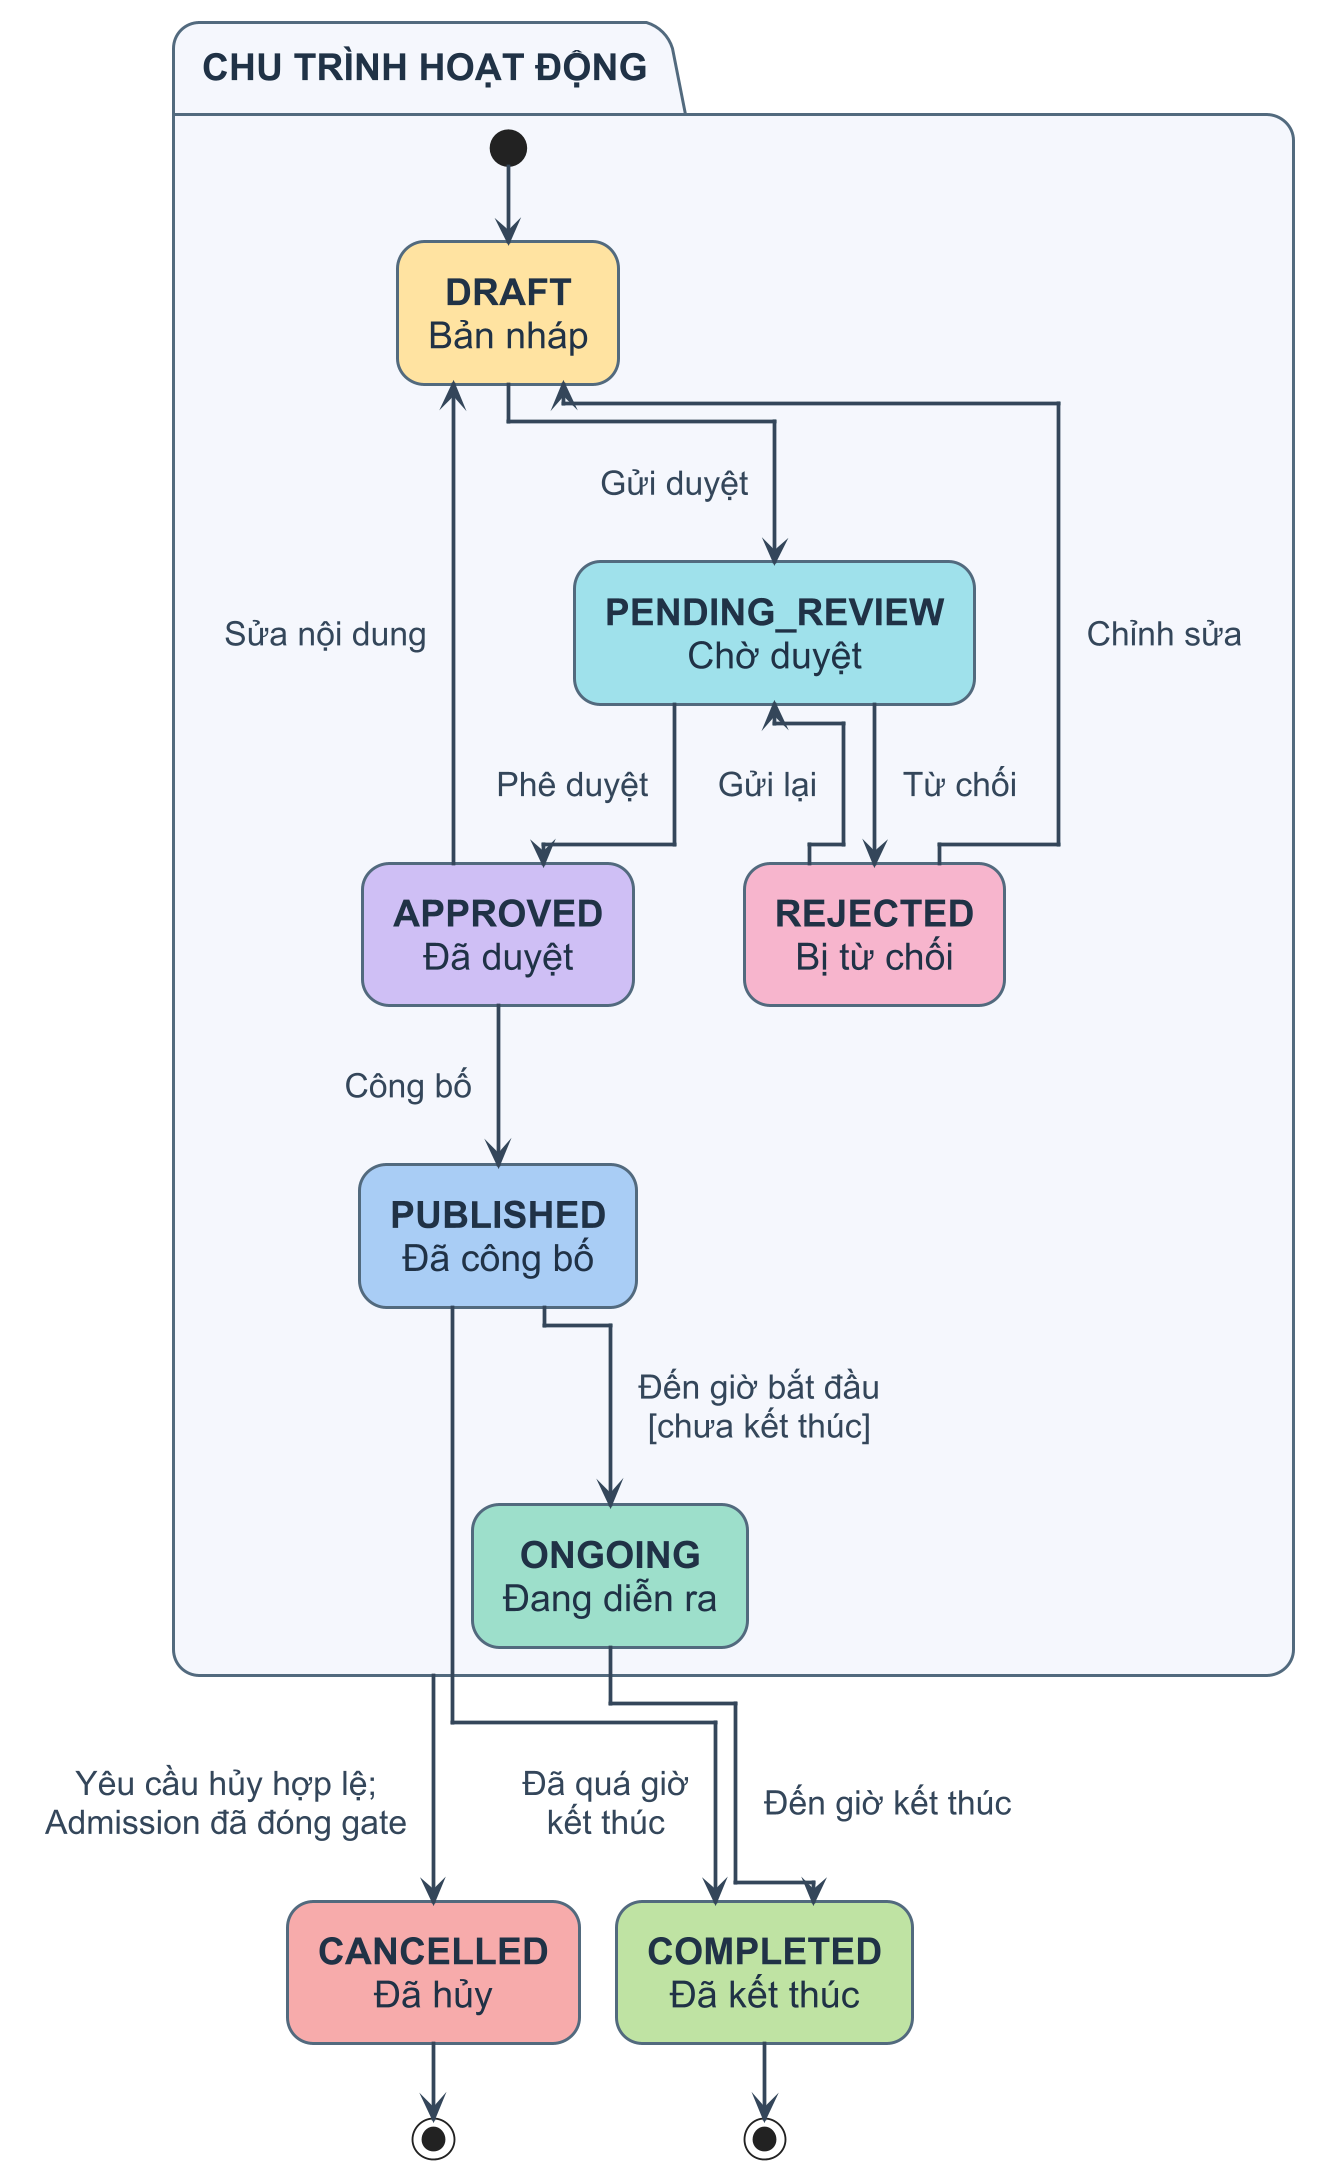 CHU TRÌNH HOẠT ĐỘNG
DRAFT
Bản nháp
Gửi duyệt
PENDING_REVIEW
Chờ duyệt
Sửa nội dung
Chỉnh sửa
Phê duyệt
Gửi lại
Từ chối
APPROVED
Đã duyệt
REJECTED
Bị từ chối
Công bố
PUBLISHED
Đã công bố
Đến giờ bắt đầu
[chưa kết thúc]
ONGOING
Đang diễn ra
Yêu cầu hủy hợp lệ;
Admission đã đóng gate
Đã quá giờ
kết thúc
Đến giờ kết thúc
CANCELLED
Đã hủy
COMPLETED
Đã kết thúc